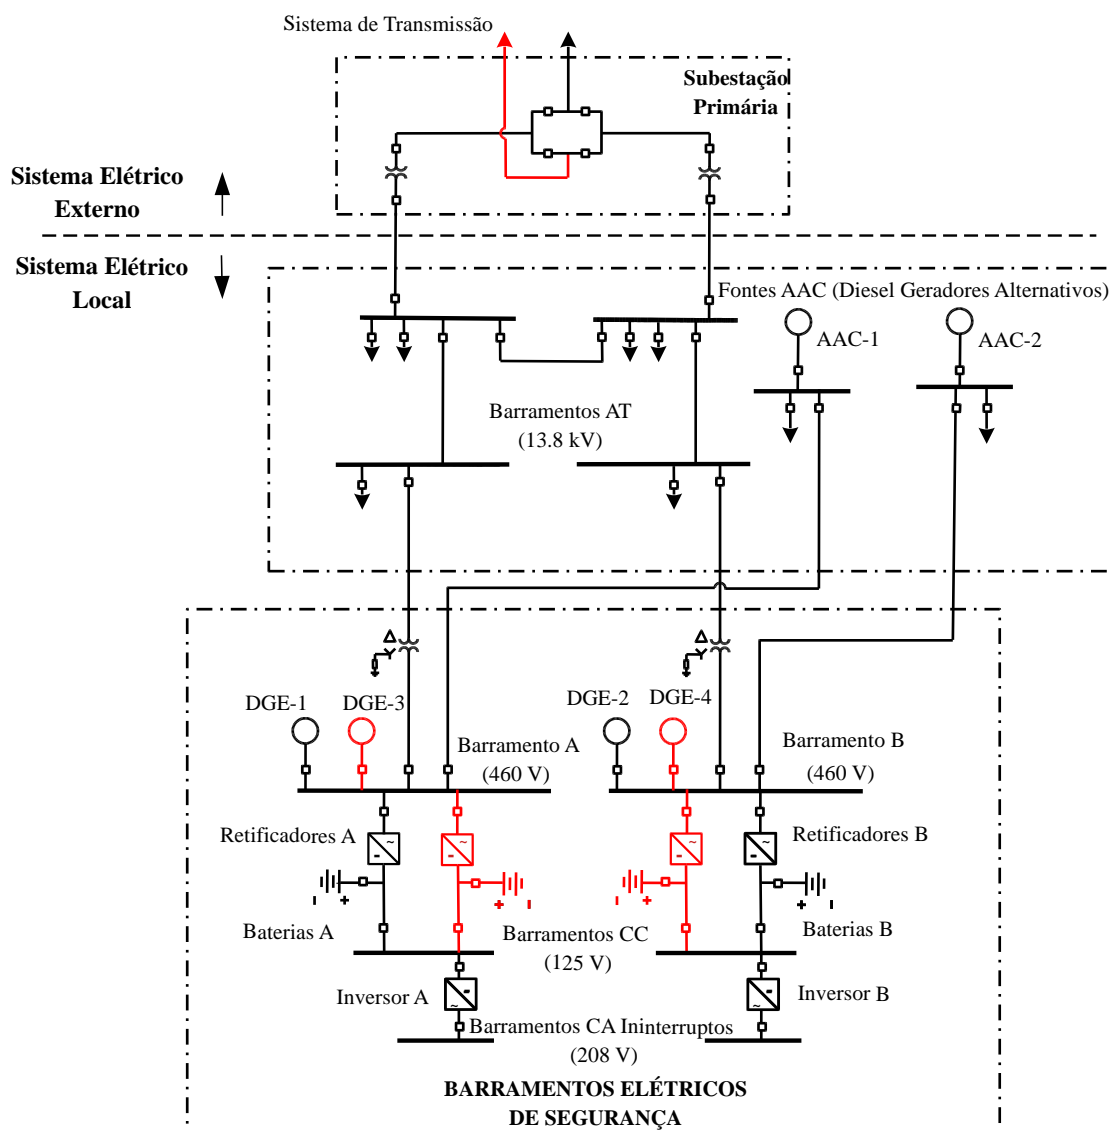 Sistema de Transmissão
Subestação
Primária
Sistema Elétrico
Externo
Sistema Elétrico
Local
Fontes AAC (Diesel Geradores Alternativos)
AAC-1
AAC-2
Barramentos AT
(13.8 kV)
DGE-1
DGE-3
DGE-2
DGE-4
Barramento A
(460 V)
Barramento B
(460 V)
Retificadores A
Retificadores B
Baterias A
Barramentos CC
(125 V)
Baterias B
Inversor A
Inversor B
Barramentos CA Ininterruptos
(208 V)
BARRAMENTOS ELÉTRICOS
DE SEGURANÇA